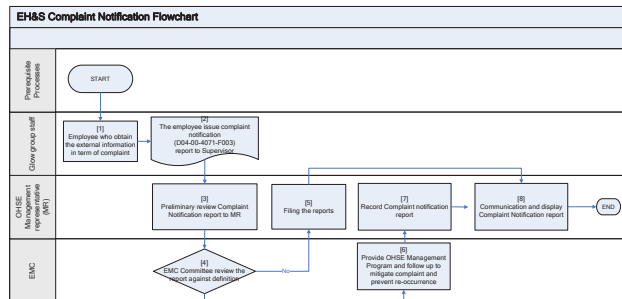 EH&S Complaint Notification Flowchart
Prerequisite
Processes
START
Glow group staff
[1]
Employee who obtain
the external information
in term of complaint
[2]
The employee issue complaint
notification
(D04-00-4071-F003)
report to Supervisor
OHSE
Management
representative
(MR)
[3]
Preliminary review Complaint
Notification report to MR
[5]
Filing the reports
[7]
Record Complaint notification
report
[8]
Communication and display
Complaint Notification report
END
EMC
[4]
EMC Committee review the
report against definition
No
[6]
Provide OHSE Management
Program and follow up to
mitigate complaint and
prevent re-occurrence